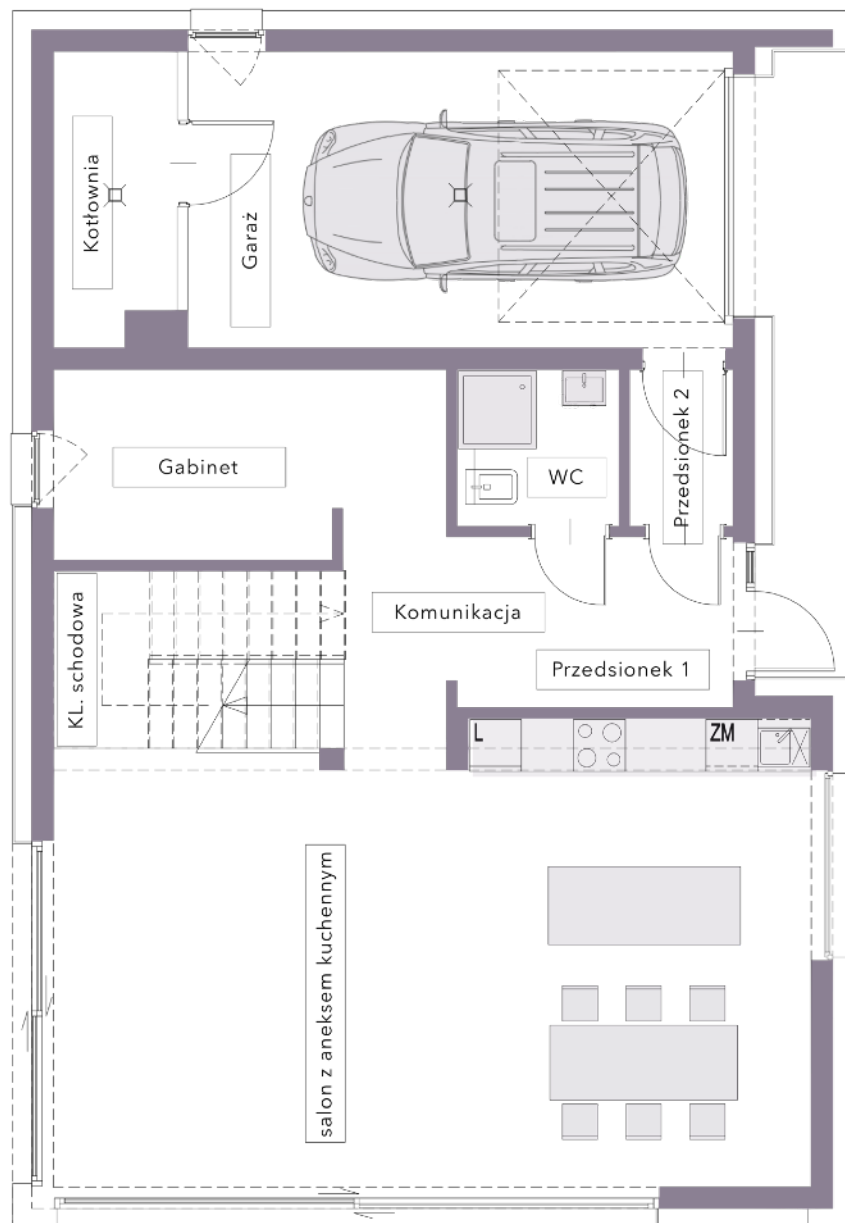 Kotłownia
Garaż
Gabinet
WC
Przedsionek 2
KL. schodowa
Komunikacja
Przedsionek 1
L
ZM
salon z aneksem kuchennym